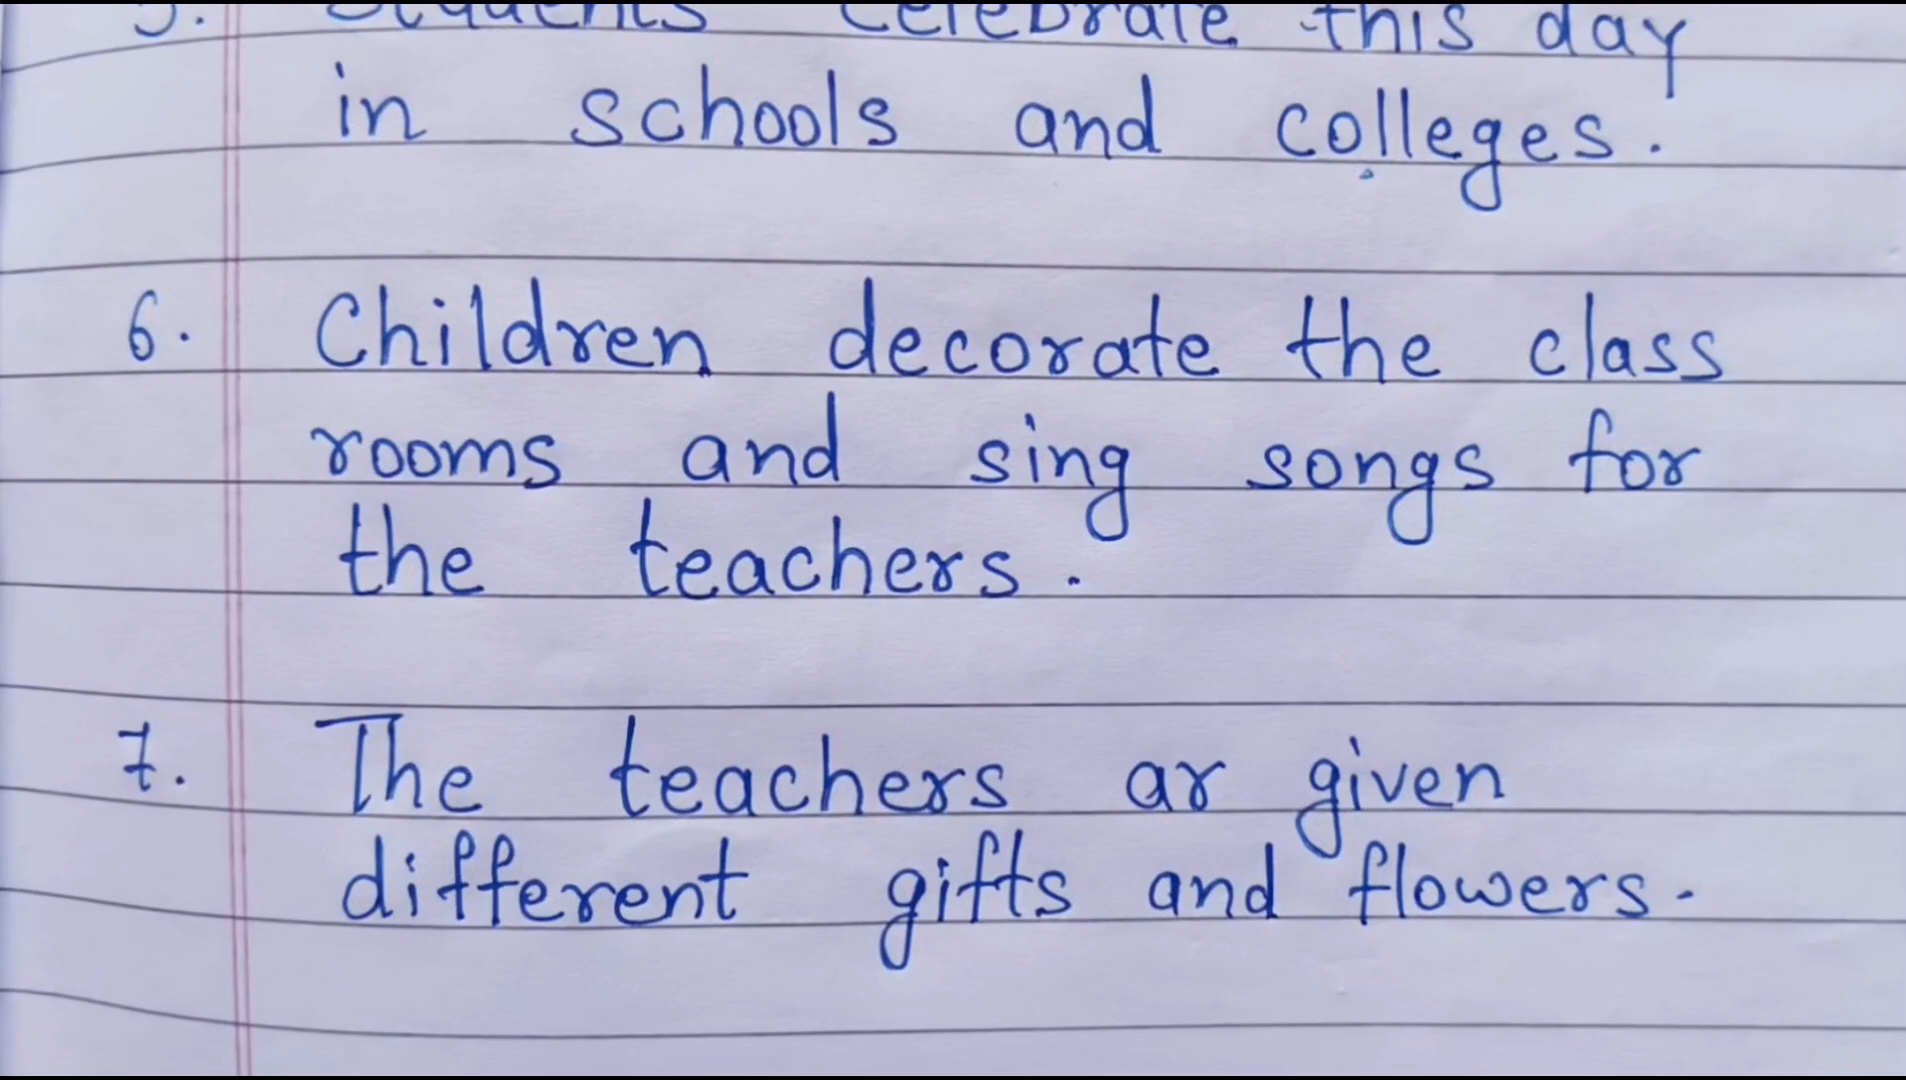 5. Students celebrate this day
in schools and colleges.
6. Children decorate the class
rooms and sing songs for
the teachers.
7. The teachers ar given
different gifts and flowers.